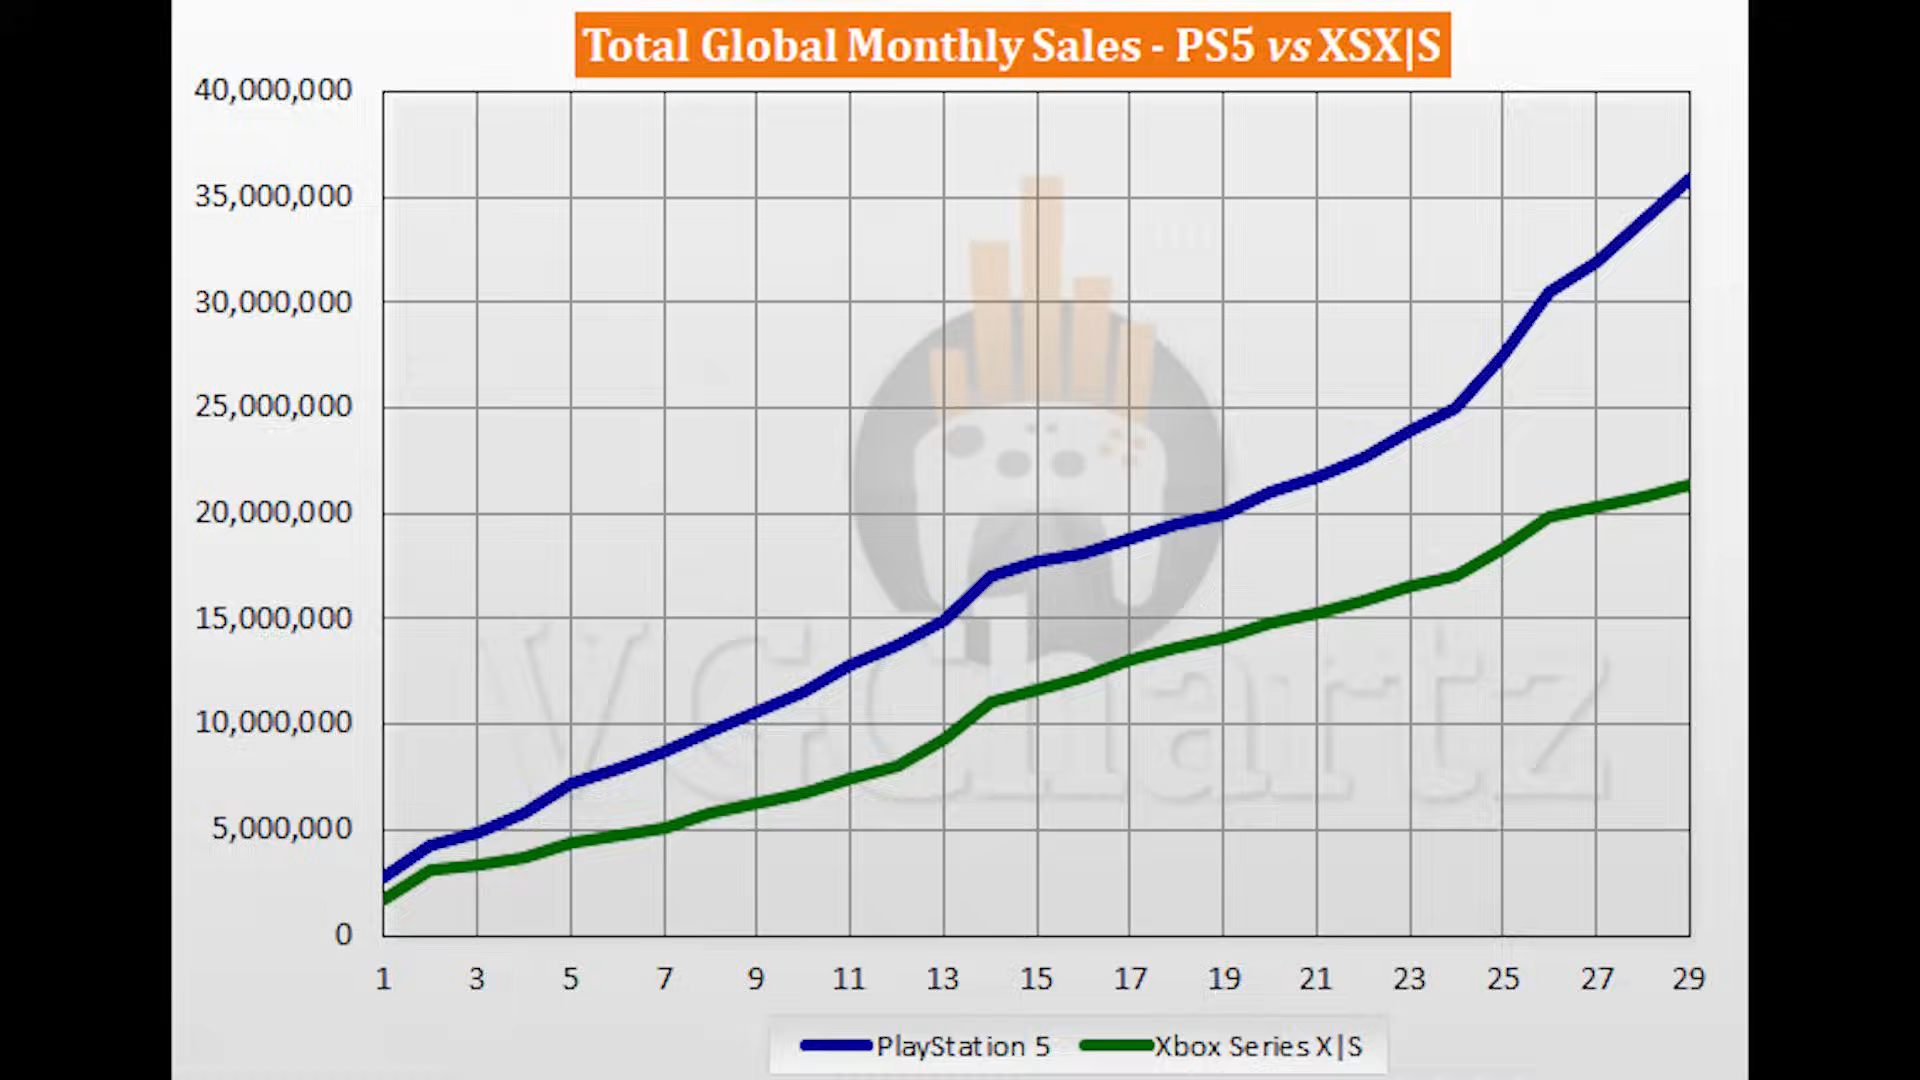 Total Global Monthly Sales - PS5 vs XSX|S
40,000,000
35,000,000
30,000,000
25,000,000
20,000,000
15,000,000
10,000,000
5,000,000
0
1 3 5 7 9 11 13 15 17 19 21 23 25 27 29
VGChartz
PlayStation 5 Xbox Series X|S